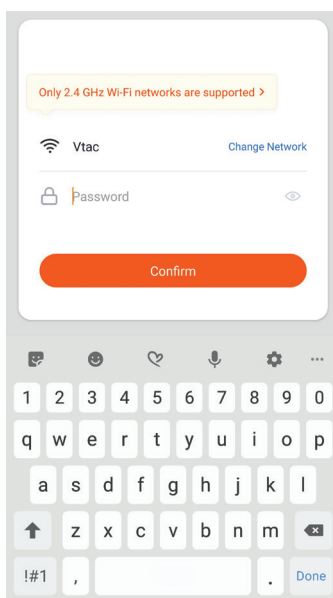 Only 2.4 GHz Wi-Fi networks are supported >
Vtac Change Network
Password
Confirm
1 2 3 4 5 6 7 8 9 0
q w e r t y u i o p
a s d f g h j k l
z x c v b n m
!#1 , . Done